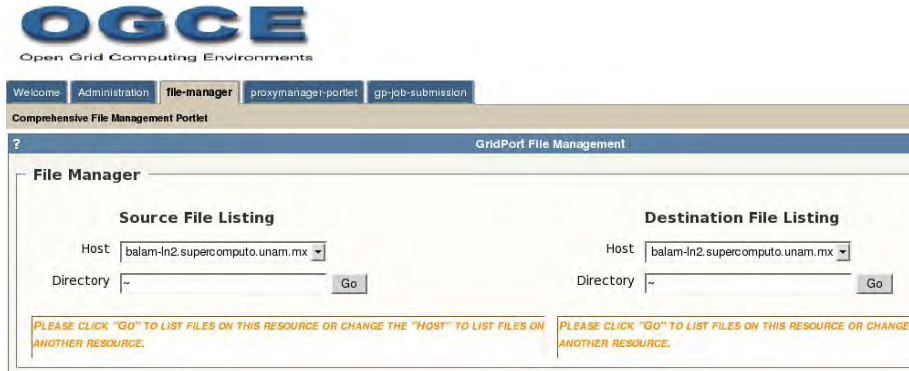 OGCE
Open Grid Computing Environments
Welcome Administration file-manager proxymanager-portlet gp-job-submission
Comprehensive File Management Portlet
? GridPort File Management
File Manager
Source File Listing
Host balam-ln2.supercomputo.unam.mx
Directory ~ Go
PLEASE CLICK "GO" TO LIST FILES ON THIS RESOURCE OR CHANGE THE "HOST" TO LIST FILES ON
ANOTHER RESOURCE.
Destination File Listing
Host balam-ln2.supercomputo.unam.mx
Directory ~ Go
PLEASE CLICK "GO" TO LIST FILES ON THIS RESOURCE OR CHANGE
ANOTHER RESOURCE.